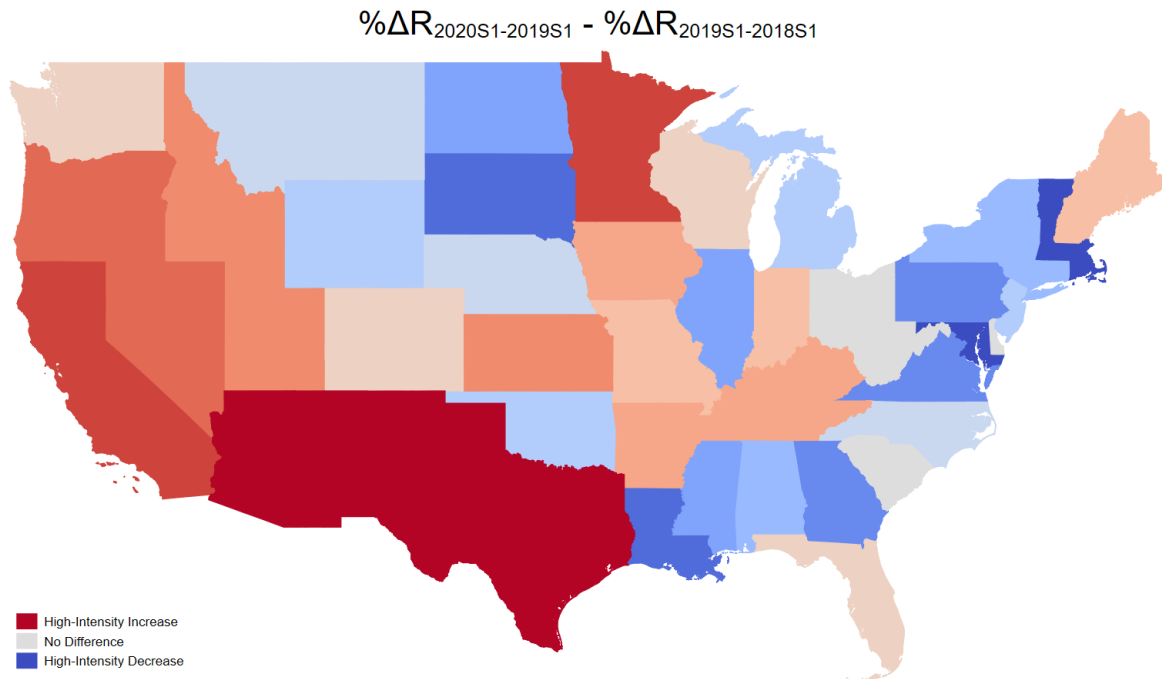 %ΔR2020S1-2019S1 - %ΔR2019S1-2018S1
High-Intensity Increase
No Difference
High-Intensity Decrease